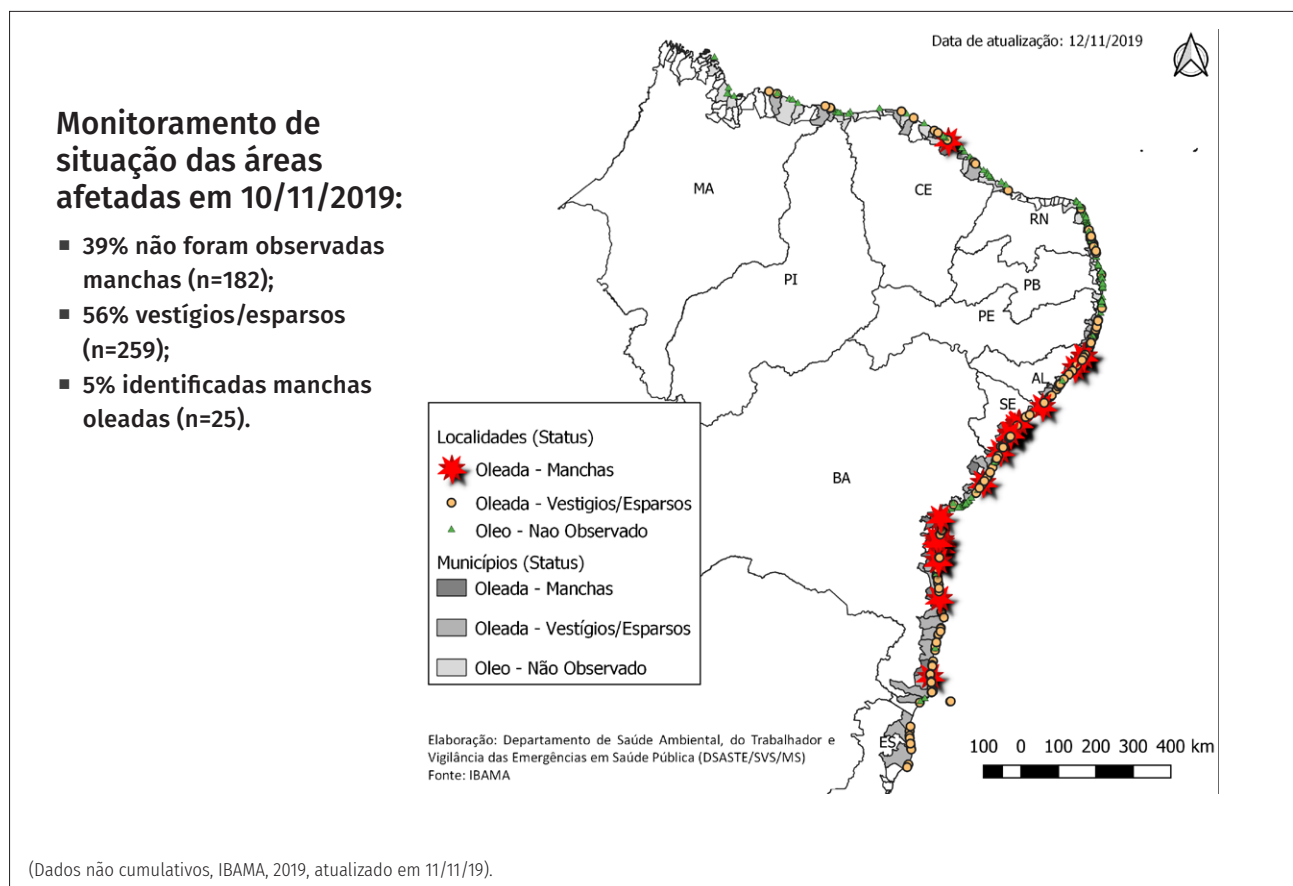 Data de atualização: 12/11/2019
Monitoramento de
situação das áreas
afetadas em 10/11/2019:
▪ 39% não foram observadas
manchas (n=182);
▪ 56% vestígios/esparsos
(n=259);
▪ 5% identificadas manchas
oleadas (n=25).
MA
CE
RN
PI
PB
PE
AL
SE
BA
ES
Localidades (Status)
Oleada - Manchas
Oleada - Vestigios/Esparsos
Oleo - Nao Observado
Municípios (Status)
Oleada - Manchas
Oleada - Vestígios/Esparsos
Oleo - Não Observado
Elaboração: Departamento de Saúde Ambiental, do Trabalhador e
Vigilância das Emergências em Saúde Pública (DSASTE/SVS/MS)
Fonte: IBAMA
100 0 100 200 300 400 km
(Dados não cumulativos, IBAMA, 2019, atualizado em 11/11/19).